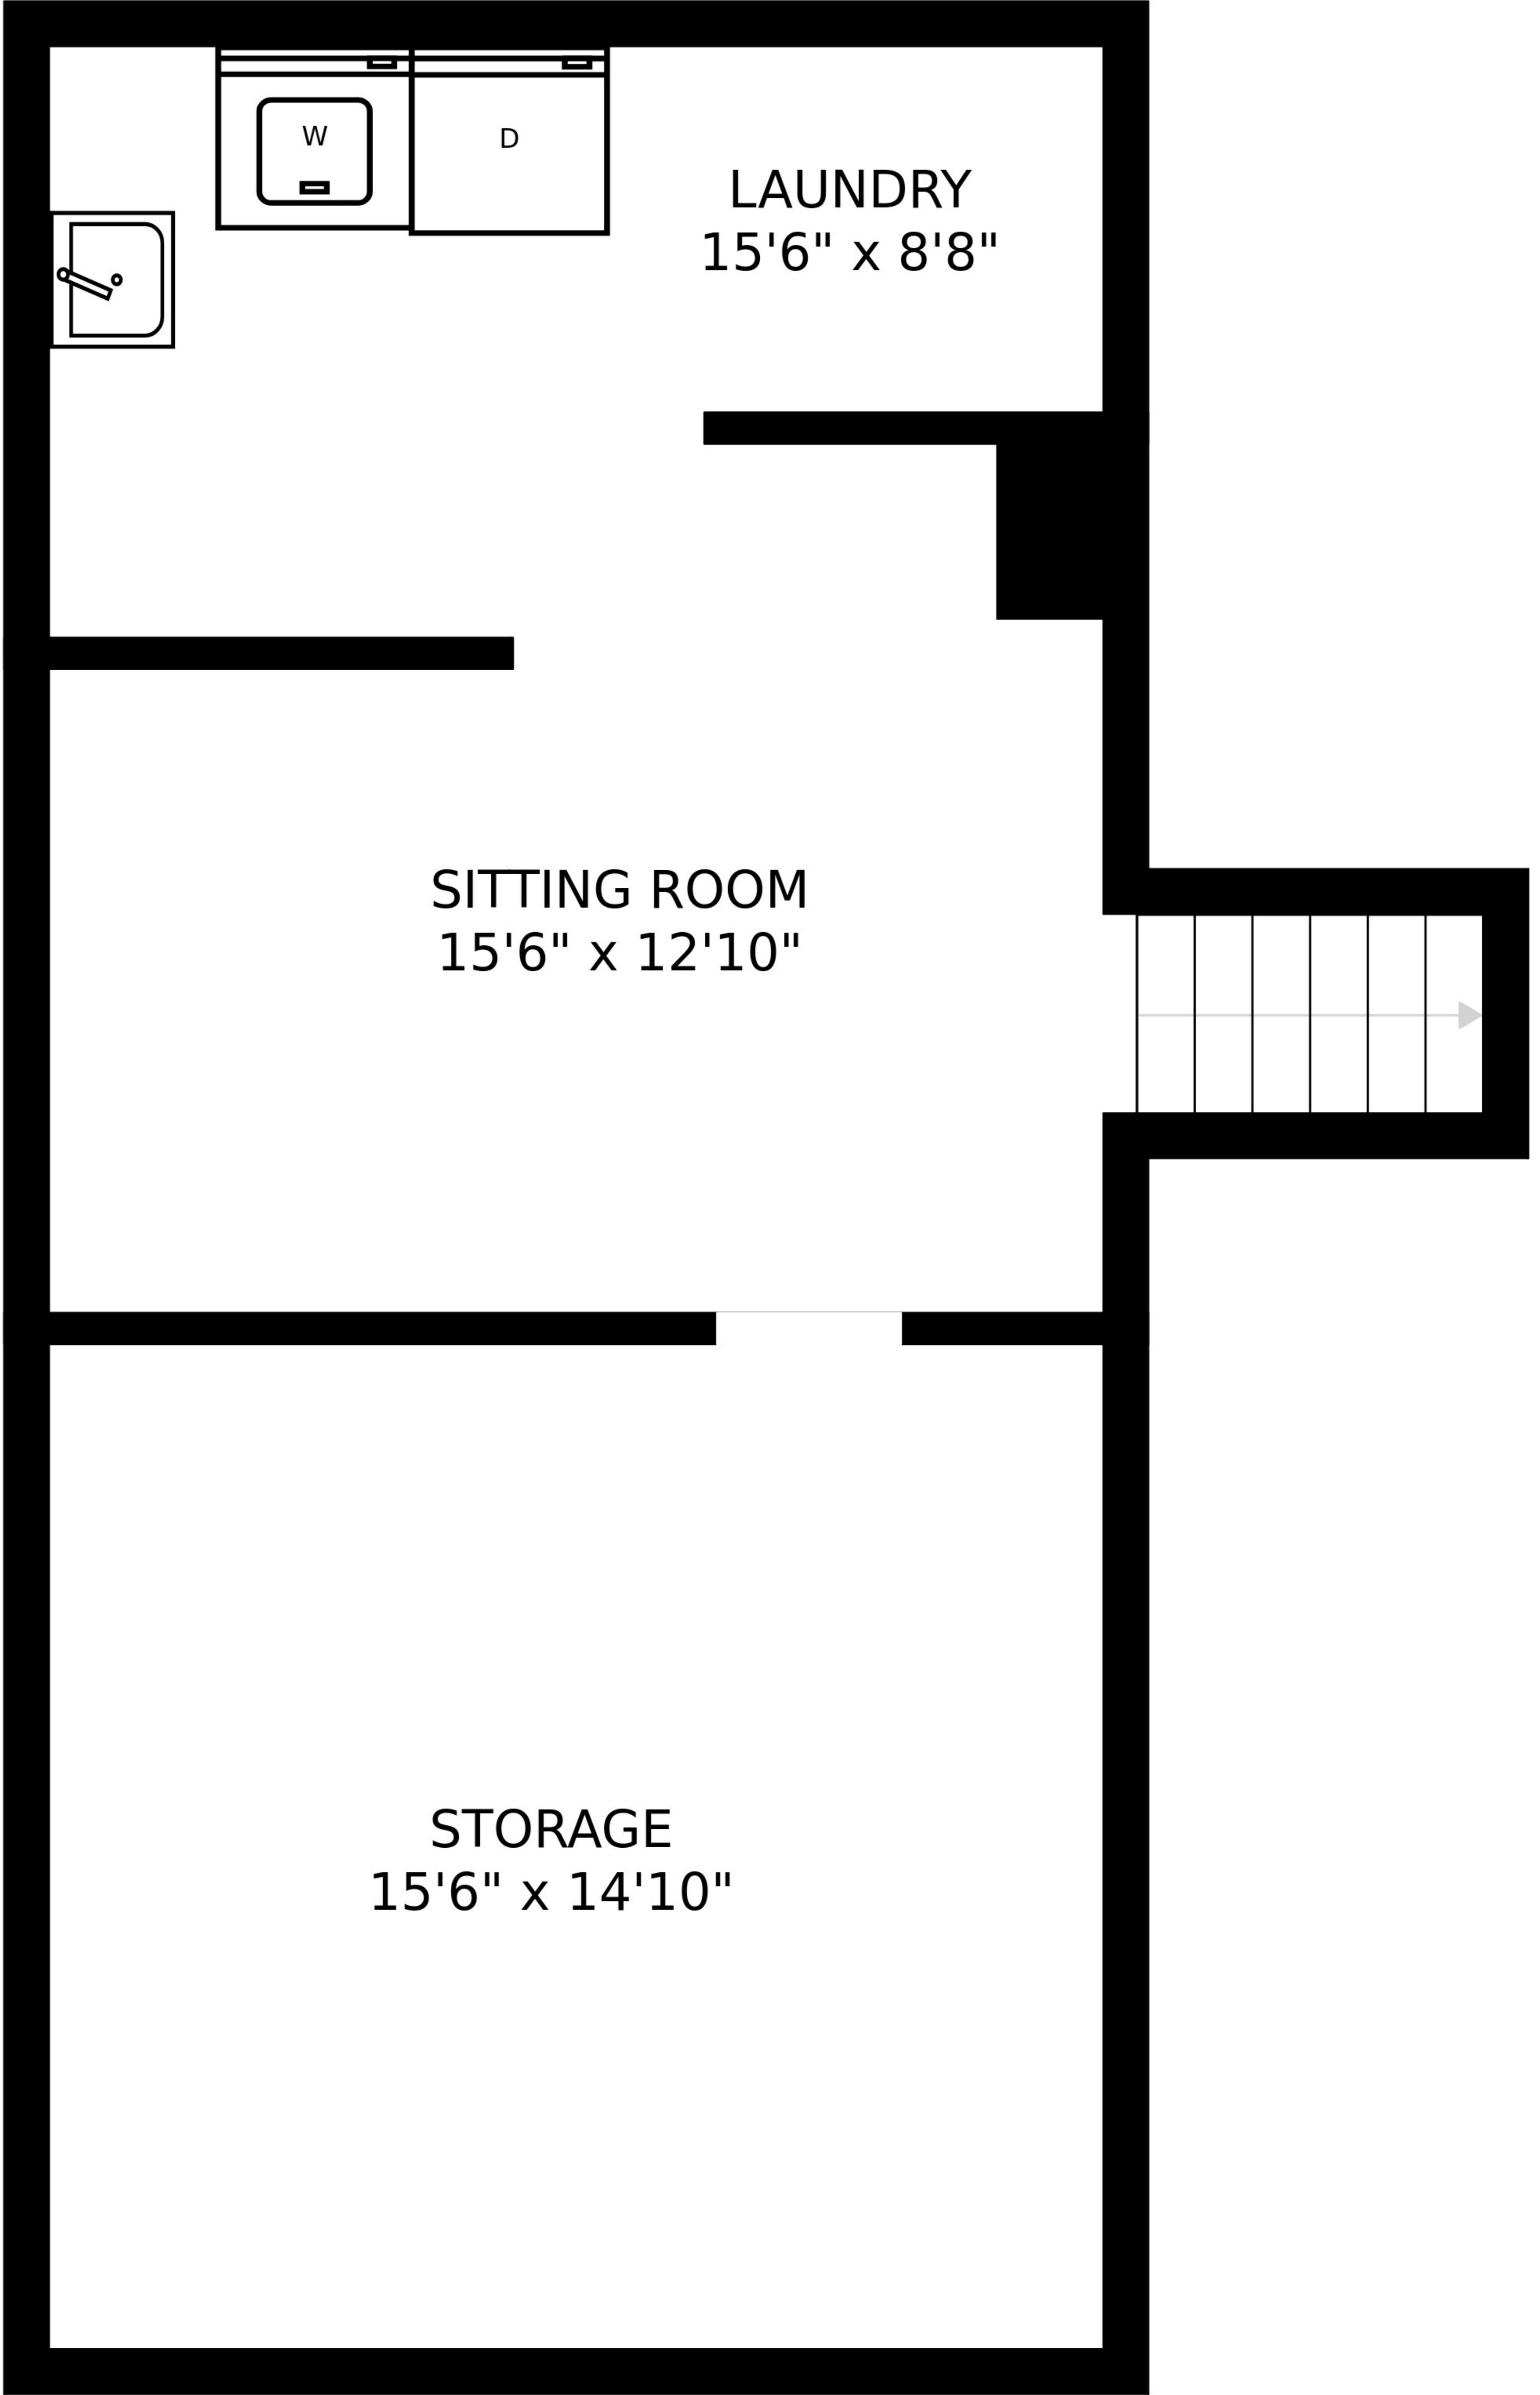 W
D
LAUNDRY
15'6" x 8'8"
SITTING ROOM
15'6" x 12'10"
STORAGE
15'6" x 14'10"